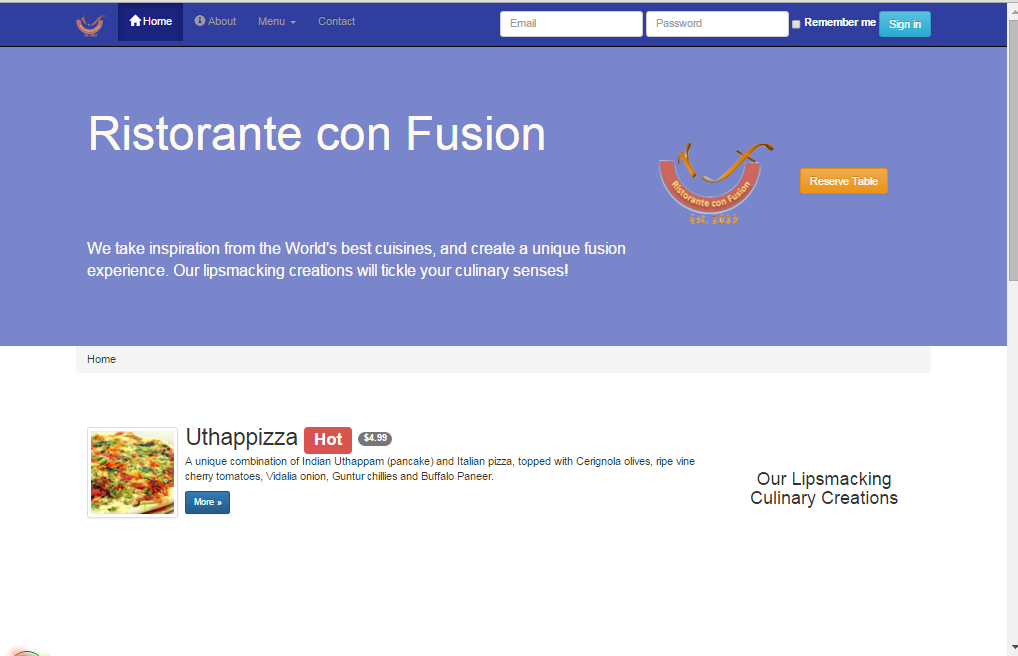 Home About Menu Contact Email Password Remember me Sign in
Ristorante con Fusion
Ristorante con Fusion
Est. 2015
Reserve Table
We take inspiration from the World's best cuisines, and create a unique fusion
experience. Our lipsmacking creations will tickle your culinary senses!
Home
Uthappizza Hot $4.99
A unique combination of Indian Uthappam (pancake) and Italian pizza, topped with Cerignola olives, ripe vine
cherry tomatoes, Vidalia onion, Guntur chillies and Buffalo Paneer.
More »
Our Lipsmacking
Culinary Creations